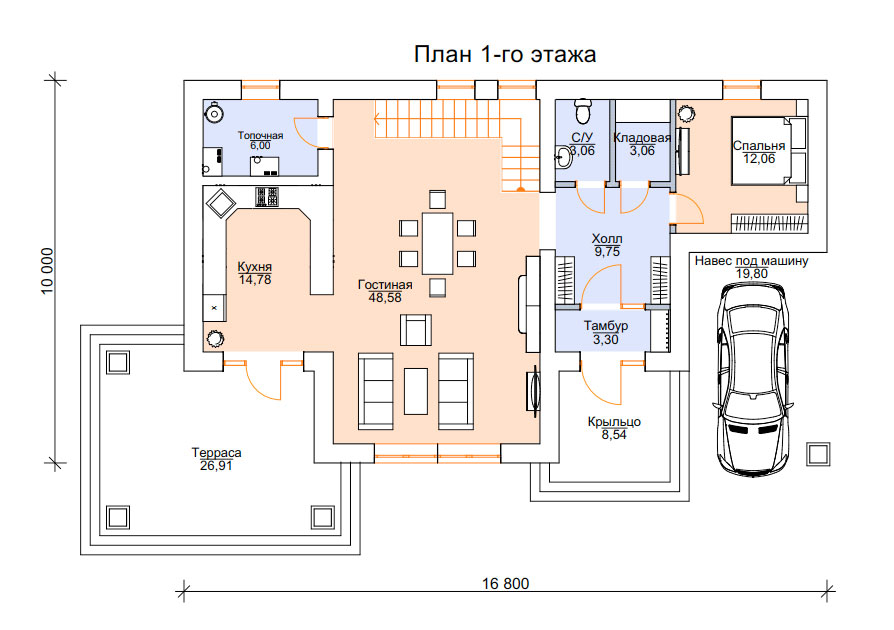 План 1-го этажа
Топочная
6,00
С/У
3,06
Кладовая
3,06
Спальня
12,06
Кухня
14,78
Гостиная
48,58
Холл
9,75
Навес под машину
19,80
Тамбур
3,30
Крыльцо
8,54
Терраса
26,91
10 000
16 800